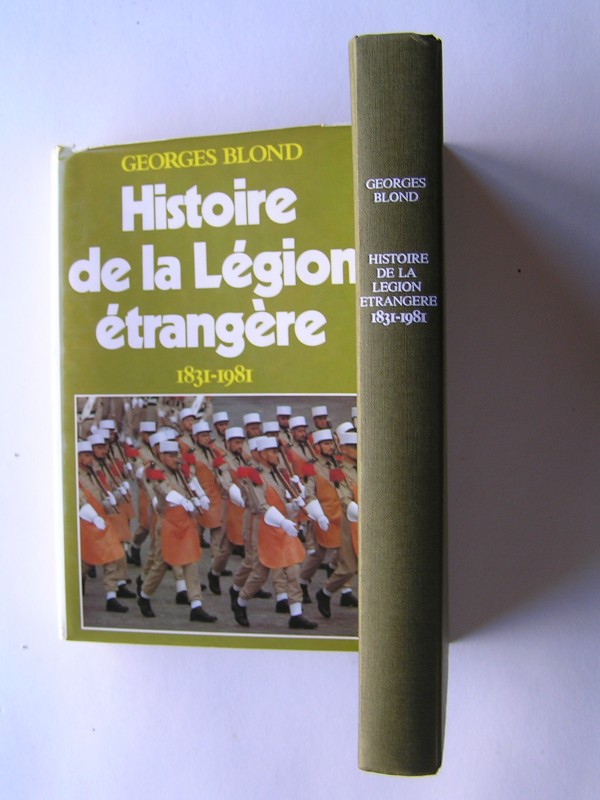 GEORGES BLOND
Histoire
de la Légion
étrangère
1831-1981
GEORGES
BLOND
HISTOIRE
DE LA
LEGION
ETRANGERE
1831-1981